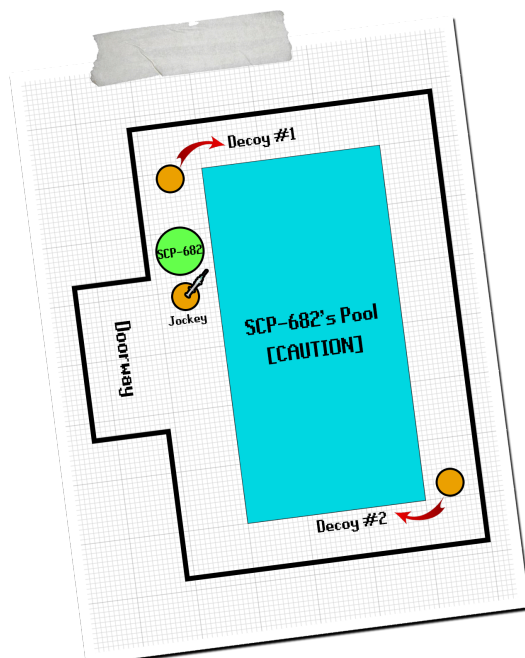 Decoy #1
SCP-682
Jockey
Doorway
SCP-682's Pool
[CAUTION]
Decoy #2